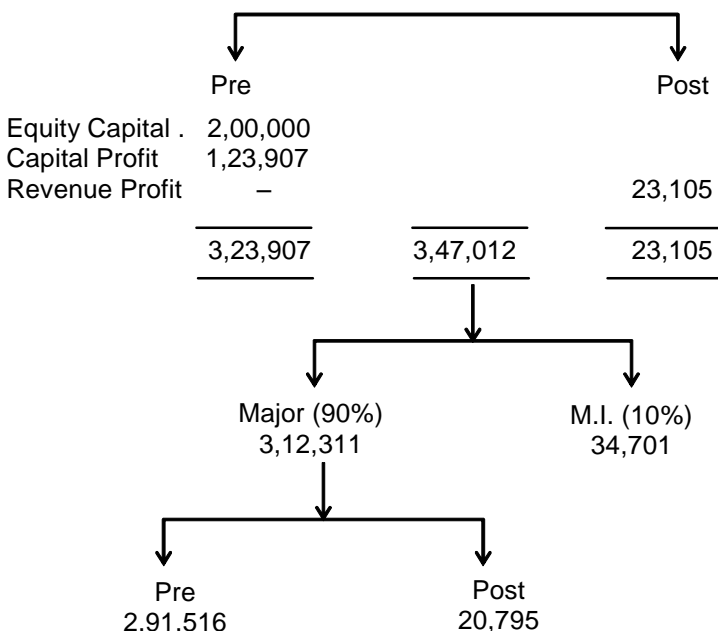 Pre Post
Equity Capital . 2,00,000
Capital Profit 1,23,907
Revenue Profit – 23,105
3,23,907 3,47,012 23,105
Major (90%) M.I. (10%)
3,12,311 34,701
Pre Post
2,91,516 20,795